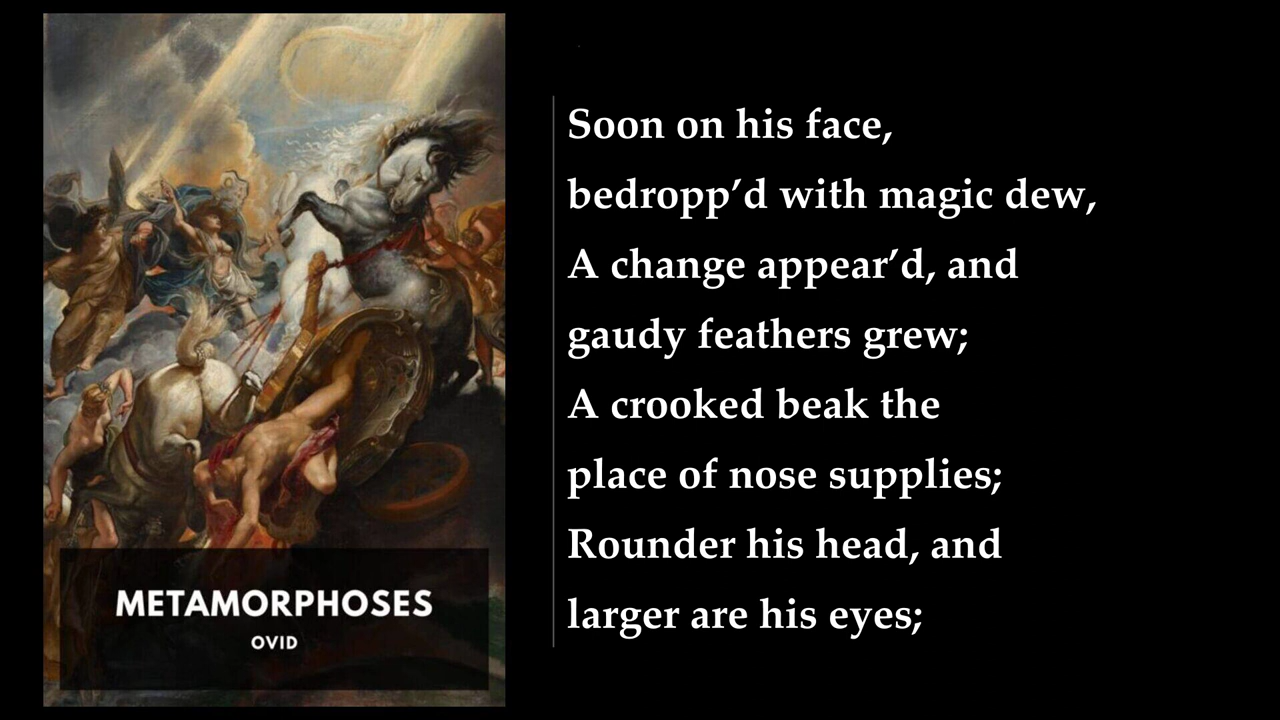 METAMORPHOSES
OVID
Soon on his face,
bedropp’d with magic dew,
A change appear’d, and
gaudy feathers grew;
A crooked beak the
place of nose supplies;
Rounder his head, and
larger are his eyes;